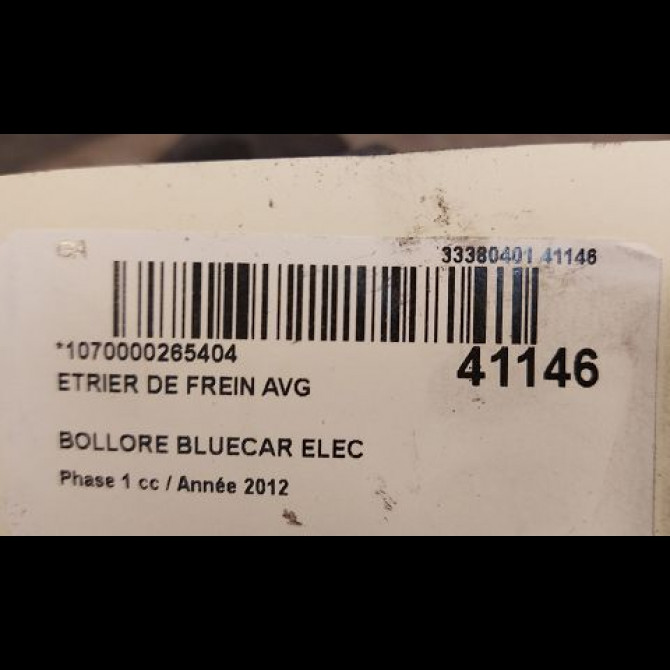 33380401 41146
*1070000265404
41146
ETRIER DE FREIN AVG
BOLLORE BLUECAR ELEC
Phase 1 cc / Année 2012